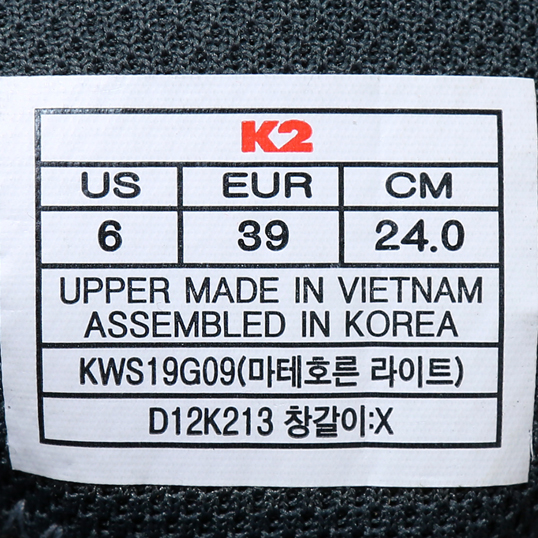 K2
US EUR CM
6 39 24.0
UPPER MADE IN VIETNAM
ASSEMBLED IN KOREA
KWS19G09(마테호른 라이트)
D12K213 창갈이:X